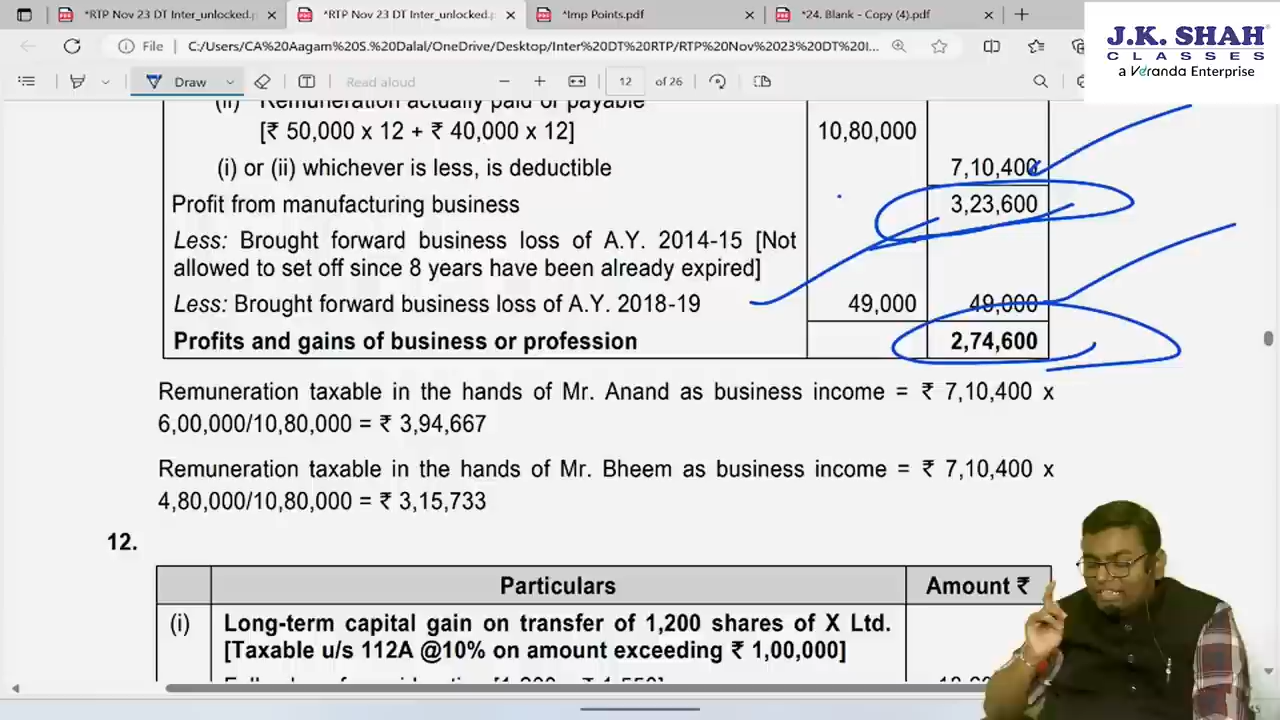 *RTP Nov 23 DT Inter_unlocked.p
*RTP Nov 23 DT Inter_unlocked.p
*Imp Points.pdf
*24. Blank - Copy (4).pdf
File
C:/Users/CA%20Aagam%20S.%20Dalal/OneDrive/Desktop/Inter%20DT%20RTP/RTP%20Nov%202023%20DT%20I...
J.K. SHAH
CLASSES
a Veranda Enterprise
Draw
Read aloud
12
of 26
(ii) Remuneration actually paid or payable
[₹ 50,000 x 12 + ₹ 40,000 x 12]
10,80,000
(i) or (ii) whichever is less, is deductible
7,10,400
Profit from manufacturing business
3,23,600
Less: Brought forward business loss of A.Y. 2014-15 [Not
allowed to set off since 8 years have been already expired]
Less: Brought forward business loss of A.Y. 2018-19
49,000
49,000
Profits and gains of business or profession
2,74,600
Remuneration taxable in the hands of Mr. Anand as business income = ₹ 7,10,400 x
6,00,000/10,80,000 = ₹ 3,94,667
Remuneration taxable in the hands of Mr. Bheem as business income = ₹ 7,10,400 x
4,80,000/10,80,000 = ₹ 3,15,733
12.
Particulars
Amount ₹
(i)
Long-term capital gain on transfer of 1,200 shares of X Ltd.
[Taxable u/s 112A @10% on amount exceeding ₹ 1,00,000]